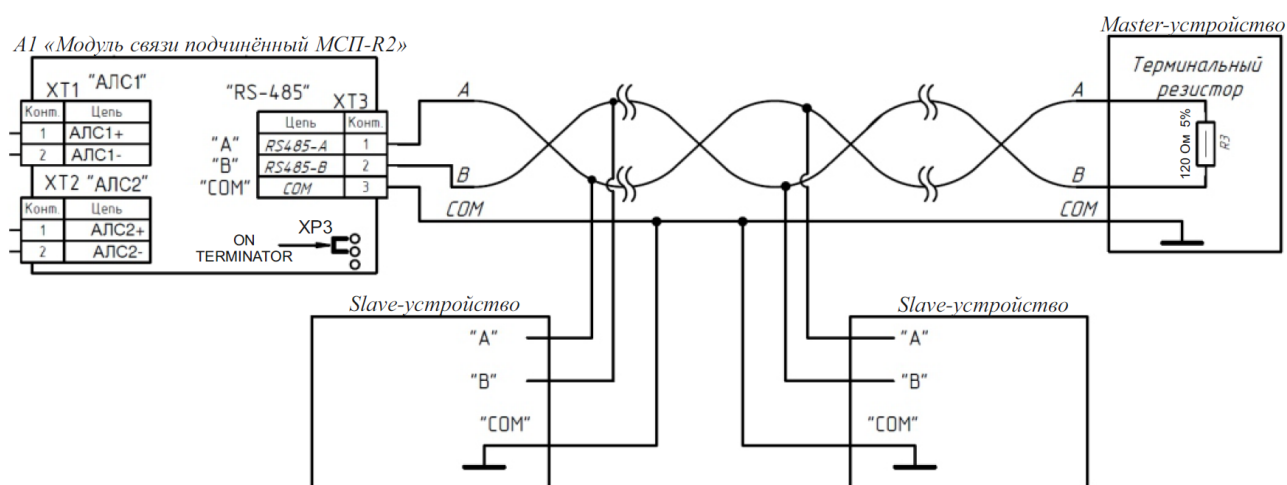 Master-устройство
А1 «Модуль связи подчинённый МСП-R2»
Терминальный
резистор
120 Ом 5%
R3
XT1 "АЛС1"
Конт. Цепь
1 АЛС1+
2 АЛС1-
XT2 "АЛС2"
Конт. Цепь
1 АЛС2+
2 АЛС2-
"RS-485" XT3
Цепь Конт.
"A" RS485-A 1
"B" RS485-B 2
"COM" COM 3
ON
TERMINATOR
XP3
A
B
COM
A
B
COM
Slave-устройство
"A"
"B"
"COM"
Slave-устройство
"A"
"B"
"COM"